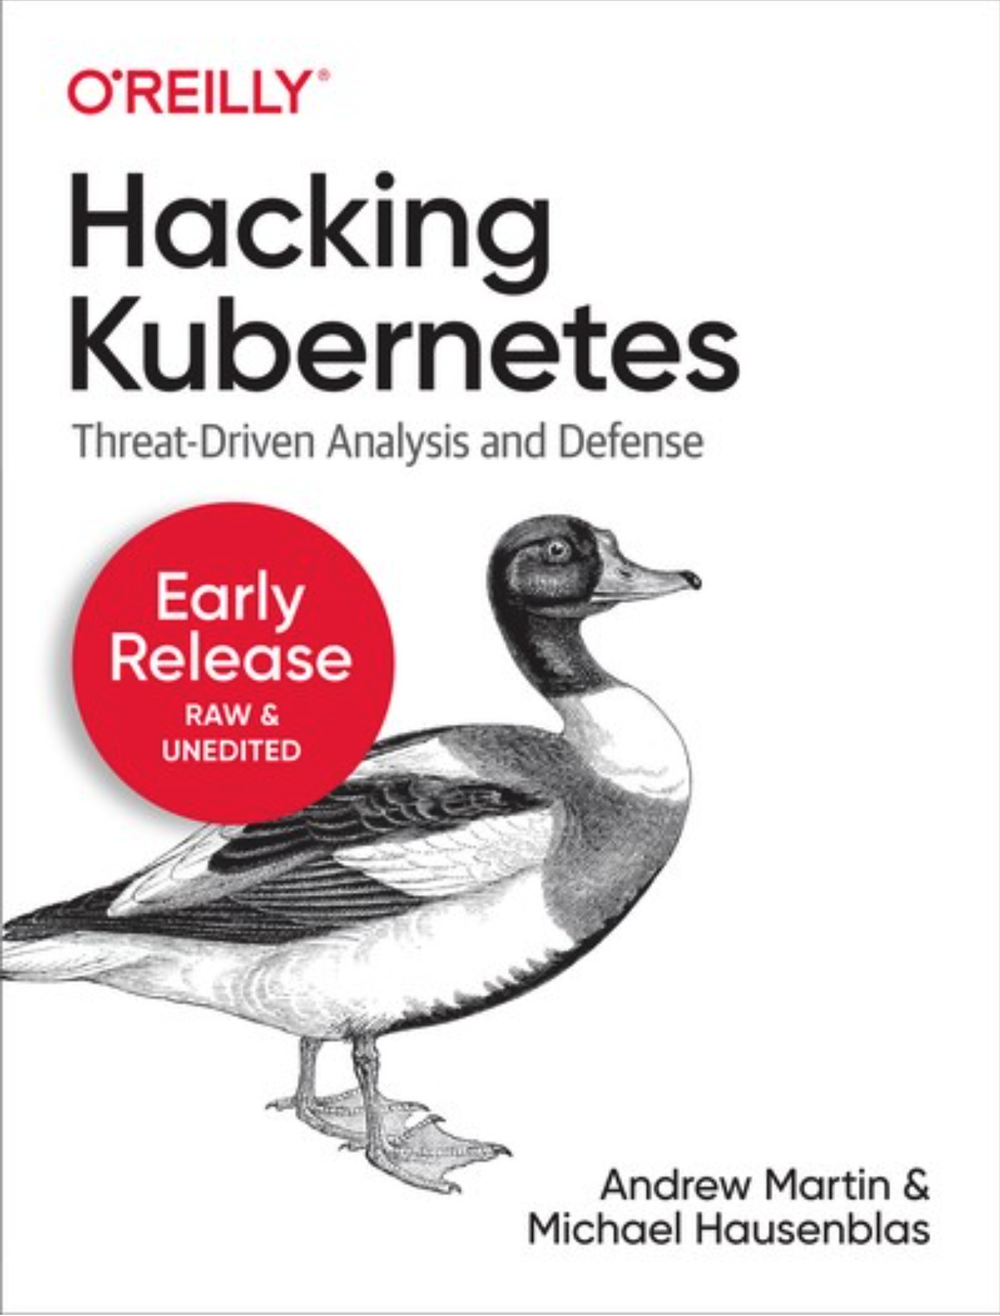 O'REILLY®
Hacking
Kubernetes
Threat-Driven Analysis and Defense
Early
Release
RAW &
UNEDITED
Andrew Martin &
Michael Hausenblas